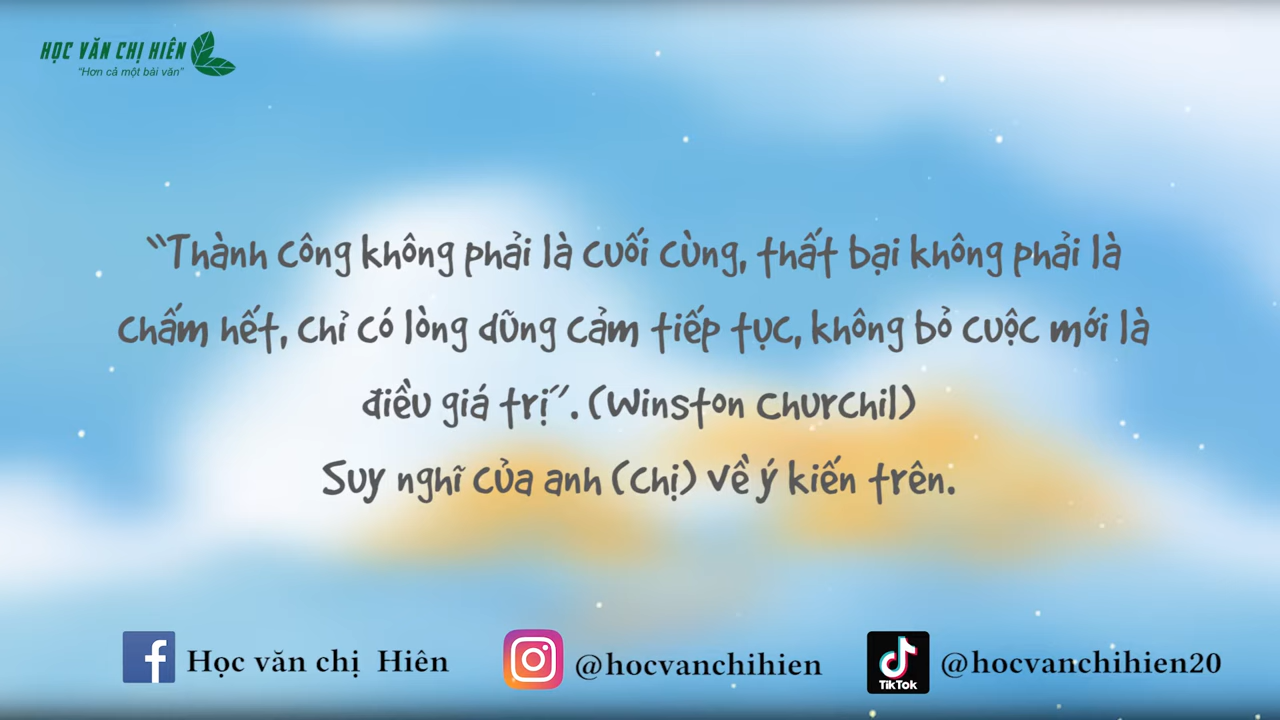 HỌC VĂN CHỊ HIÊN
"Hơn cả một bài văn"
"Thành công không phải là cuối cùng, thất bại không phải là
chấm hết, chỉ có lòng dũng cảm tiếp tục, không bỏ cuộc mới là
điều giá trị". (Winston Churchil)
Suy nghĩ của anh (chị) về ý kiến trên.
Học văn chị Hiên
@hocvanchihien
TikTok
@hocvanchihien20